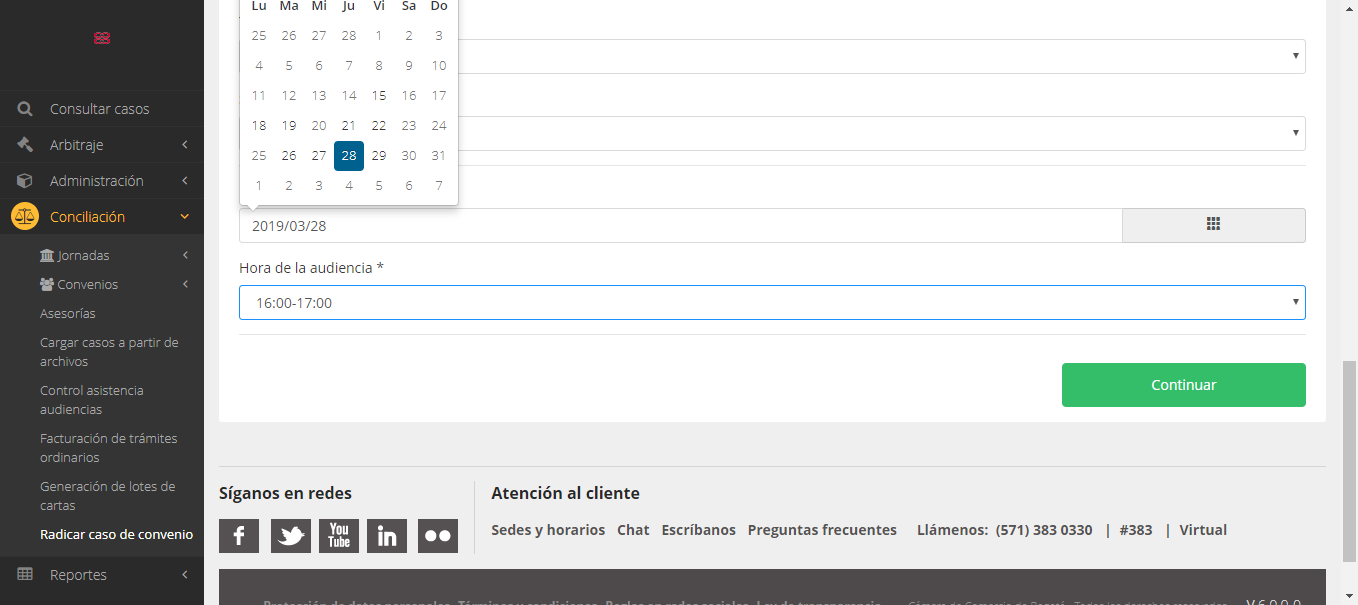 Consultar casos
Arbitraje
Administración
Conciliación
Jornadas
Convenios
Asesorías
Cargar casos a partir de
archivos
Control asistencia
audiencias
Facturación de trámites
ordinarios
Generación de lotes de
cartas
Radicar caso de convenio
Reportes
Lu Ma Mi Ju Vi Sa Do
25 26 27 28 1 2 3
4 5 6 7 8 9 10
11 12 13 14 15 16 17
18 19 20 21 22 23 24
25 26 27 28 29 30 31
1 2 3 4 5 6 7
2019/03/28
Hora de la audiencia *
16:00-17:00
Continuar
Síganos en redes
f You Tube in
Atención al cliente
Sedes y horarios Chat Escríbanos Preguntas frecuentes Llámenos: (571) 383 0330 | #383 | Virtual